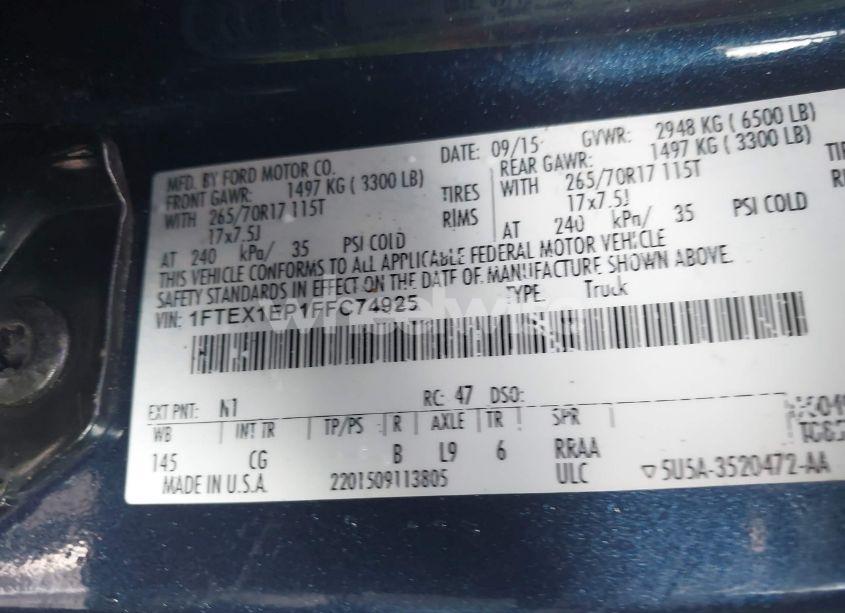 MFD. BY FORD MOTOR CO. DATE: 09/15 GVWR: 2948 KG ( 6500 LB)
FRONT GAWR: 1497 KG ( 3300 LB) REAR GAWR: 1497 KG ( 3300 LB)
WITH 265/70R17 115T TIRES WITH 265/70R17 115T
17x7.5J RIMS 17x7.5J
AT 240 kPa/ 35 PSI COLD AT 240 kPa/ 35 PSI COLD
THIS VEHICLE CONFORMS TO ALL APPLICABLE FEDERAL MOTOR VEHICLE
SAFETY STANDARDS IN EFFECT ON THE DATE OF MANUFACTURE SHOWN ABOVE.
VIN: 1FTEX1EP1FFC74925 TYPE: Truck
EXT PNT: N1 RC: 47 DSO:
WB INT TR TP/PS R AXLE TR SPR
145 CG B L9 6 RRAA
MADE IN U.S.A. 2201509113805 ULC 5U5A-3520472-AA